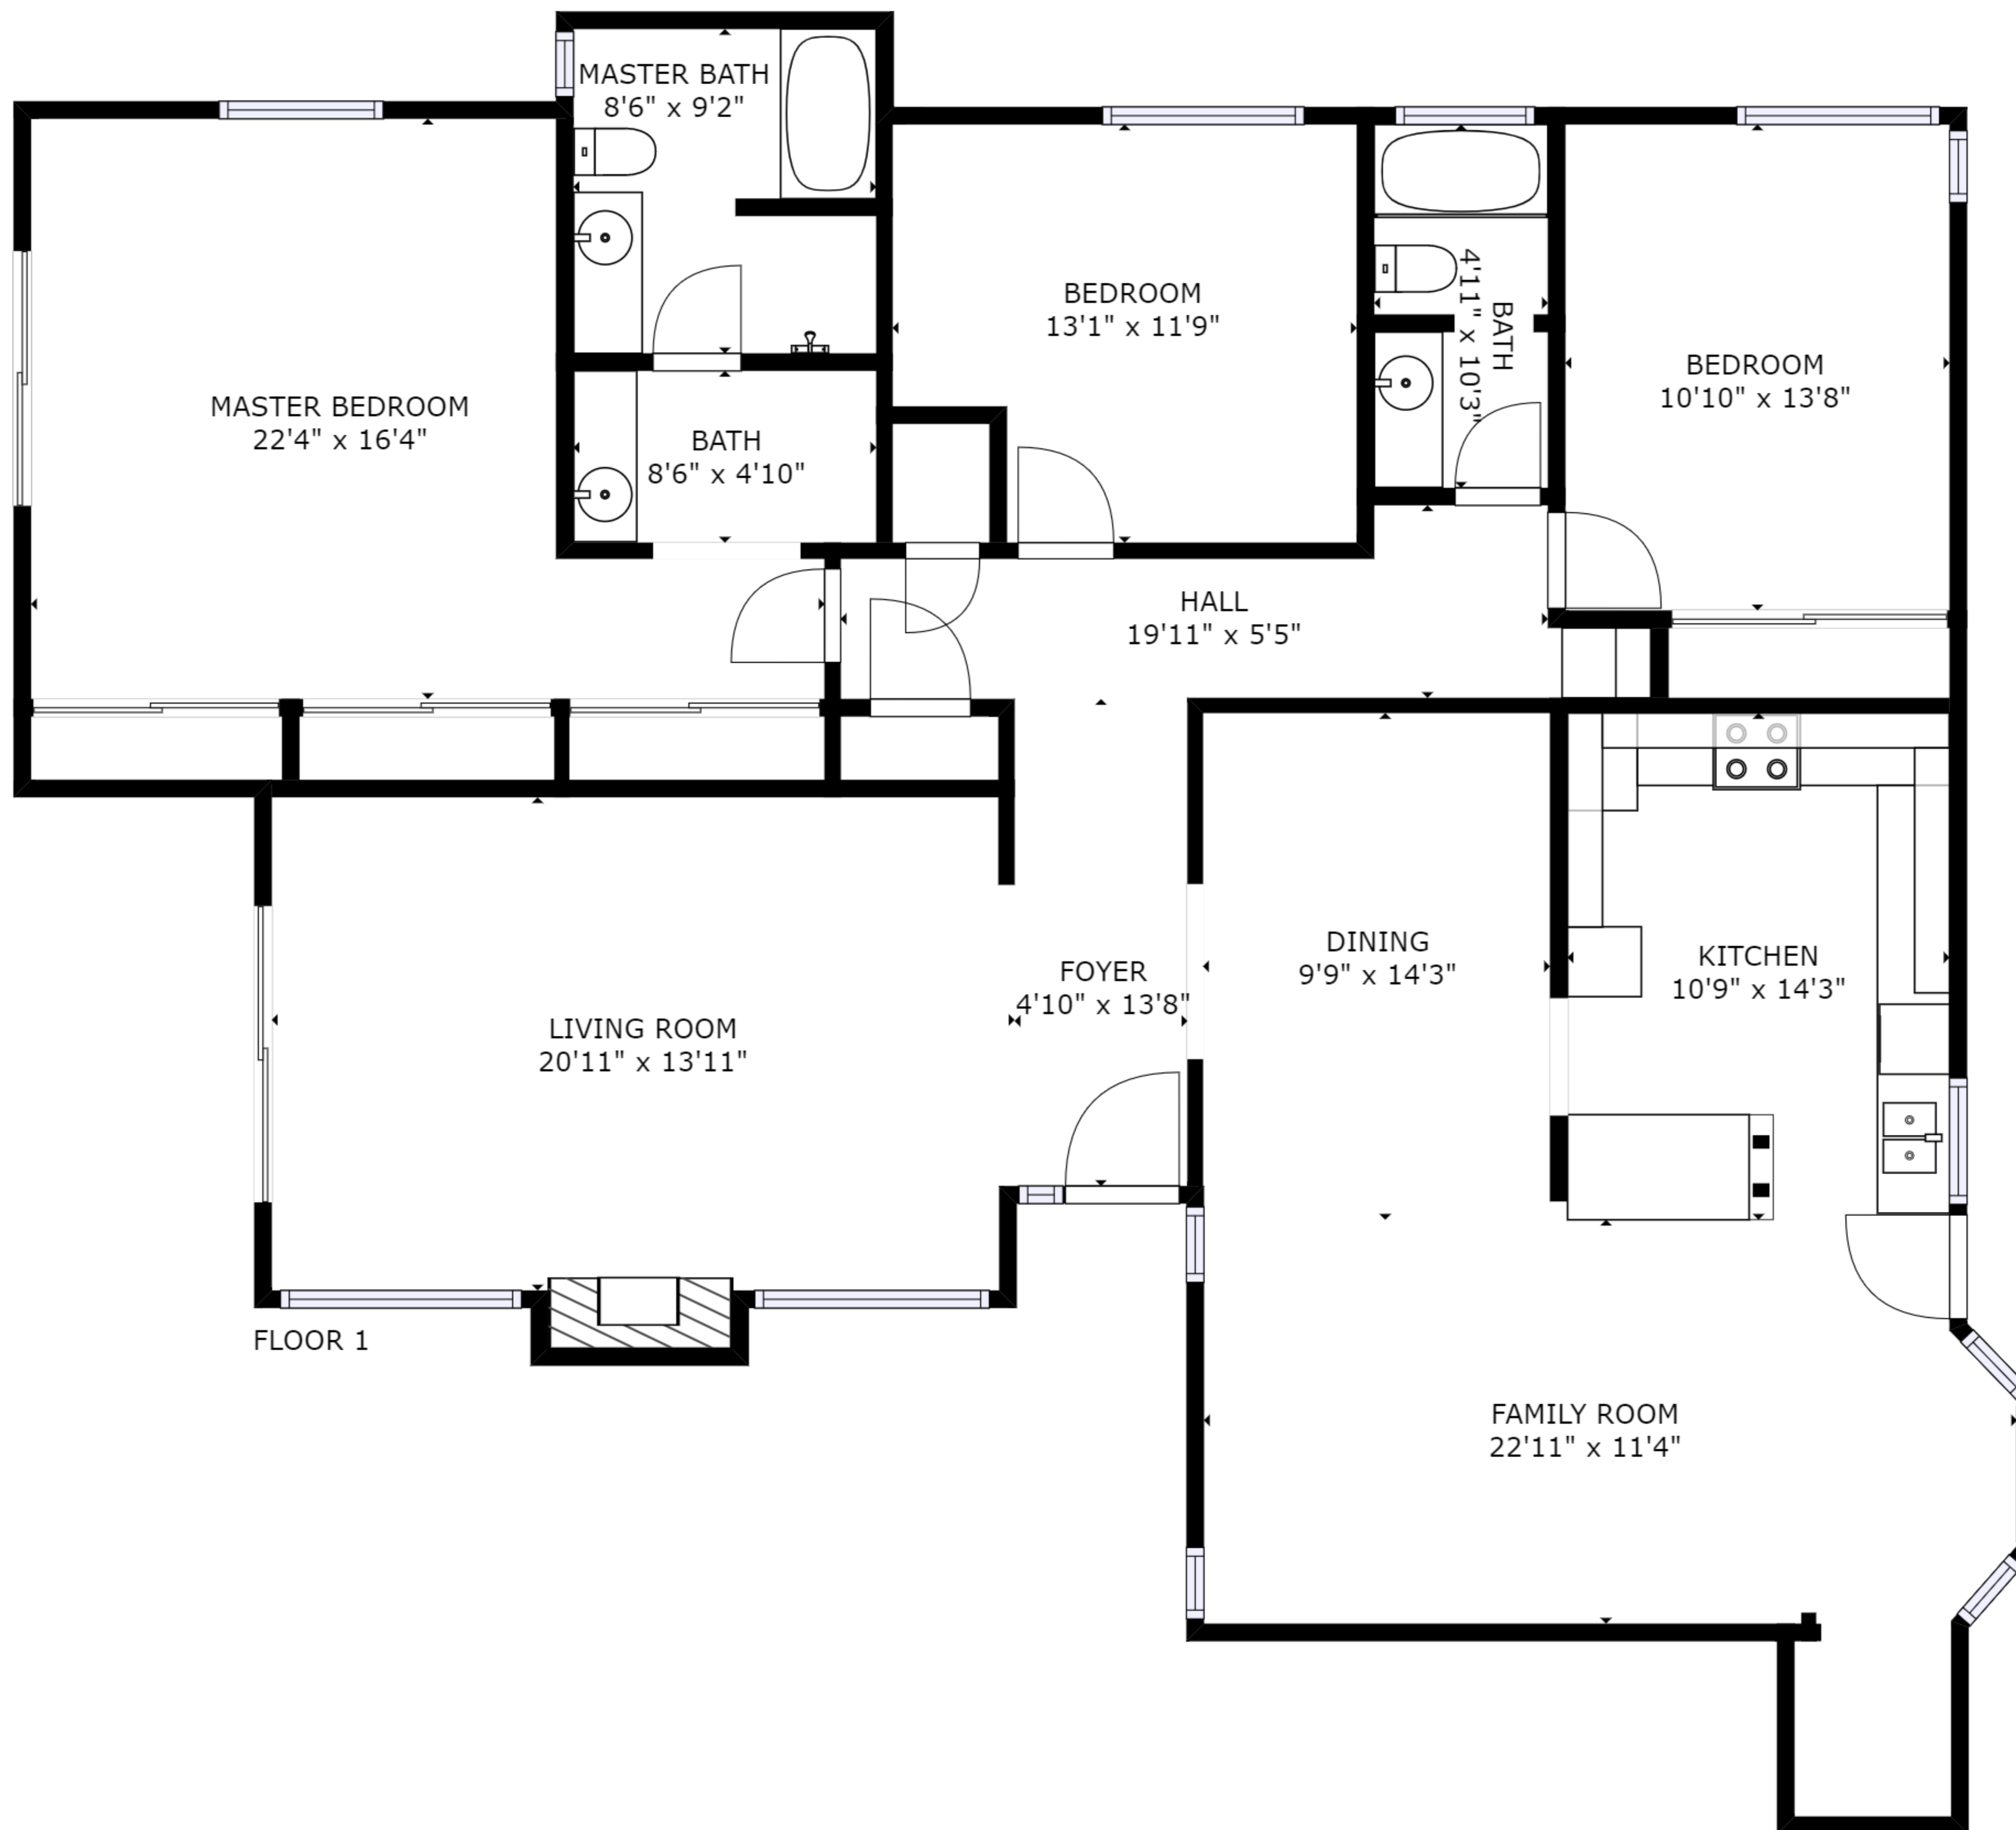 MASTER BATH
8'6" x 9'2"
MASTER BEDROOM
22'4" x 16'4"
BATH
8'6" x 4'10"
BEDROOM
13'1" x 11'9"
BATH
4'11" x 10'3"
BEDROOM
10'10" x 13'8"
HALL
19'11" x 5'5"
LIVING ROOM
20'11" x 13'11"
FOYER
4'10" x 13'8"
DINING
9'9" x 14'3"
KITCHEN
10'9" x 14'3"
FLOOR 1
FAMILY ROOM
22'11" x 11'4"